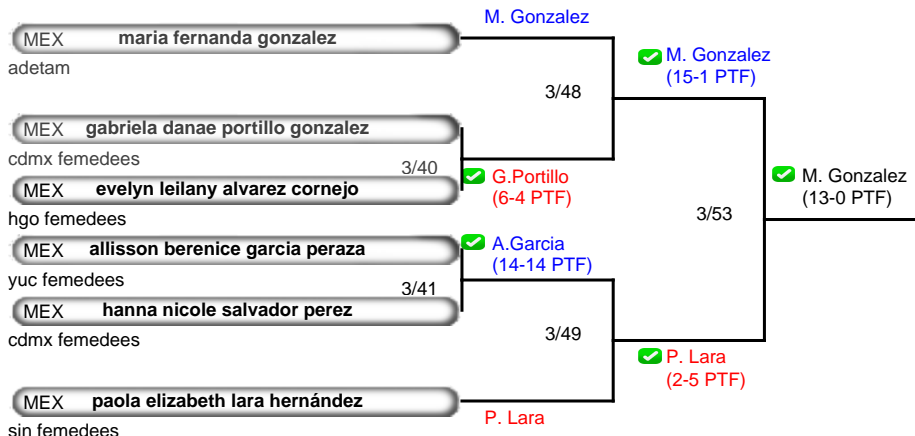 MEX maria fernanda gonzalez
adetam
MEX gabriela danae portillo gonzalez
cdmx femedees
MEX evelyn leilany alvarez cornejo
hgo femedees
MEX allisson berenice garcia peraza
yuc femedees
MEX hanna nicole salvador perez
cdmx femedees
MEX paola elizabeth lara hernández
sin femedees
3/40
3/41
M. Gonzalez
G.Portillo
(6-4 PTF)
A.Garcia
(14-14 PTF)
P. Lara
3/48
3/49
M. Gonzalez
(15-1 PTF)
P. Lara
(2-5 PTF)
3/53
M. Gonzalez
(13-0 PTF)